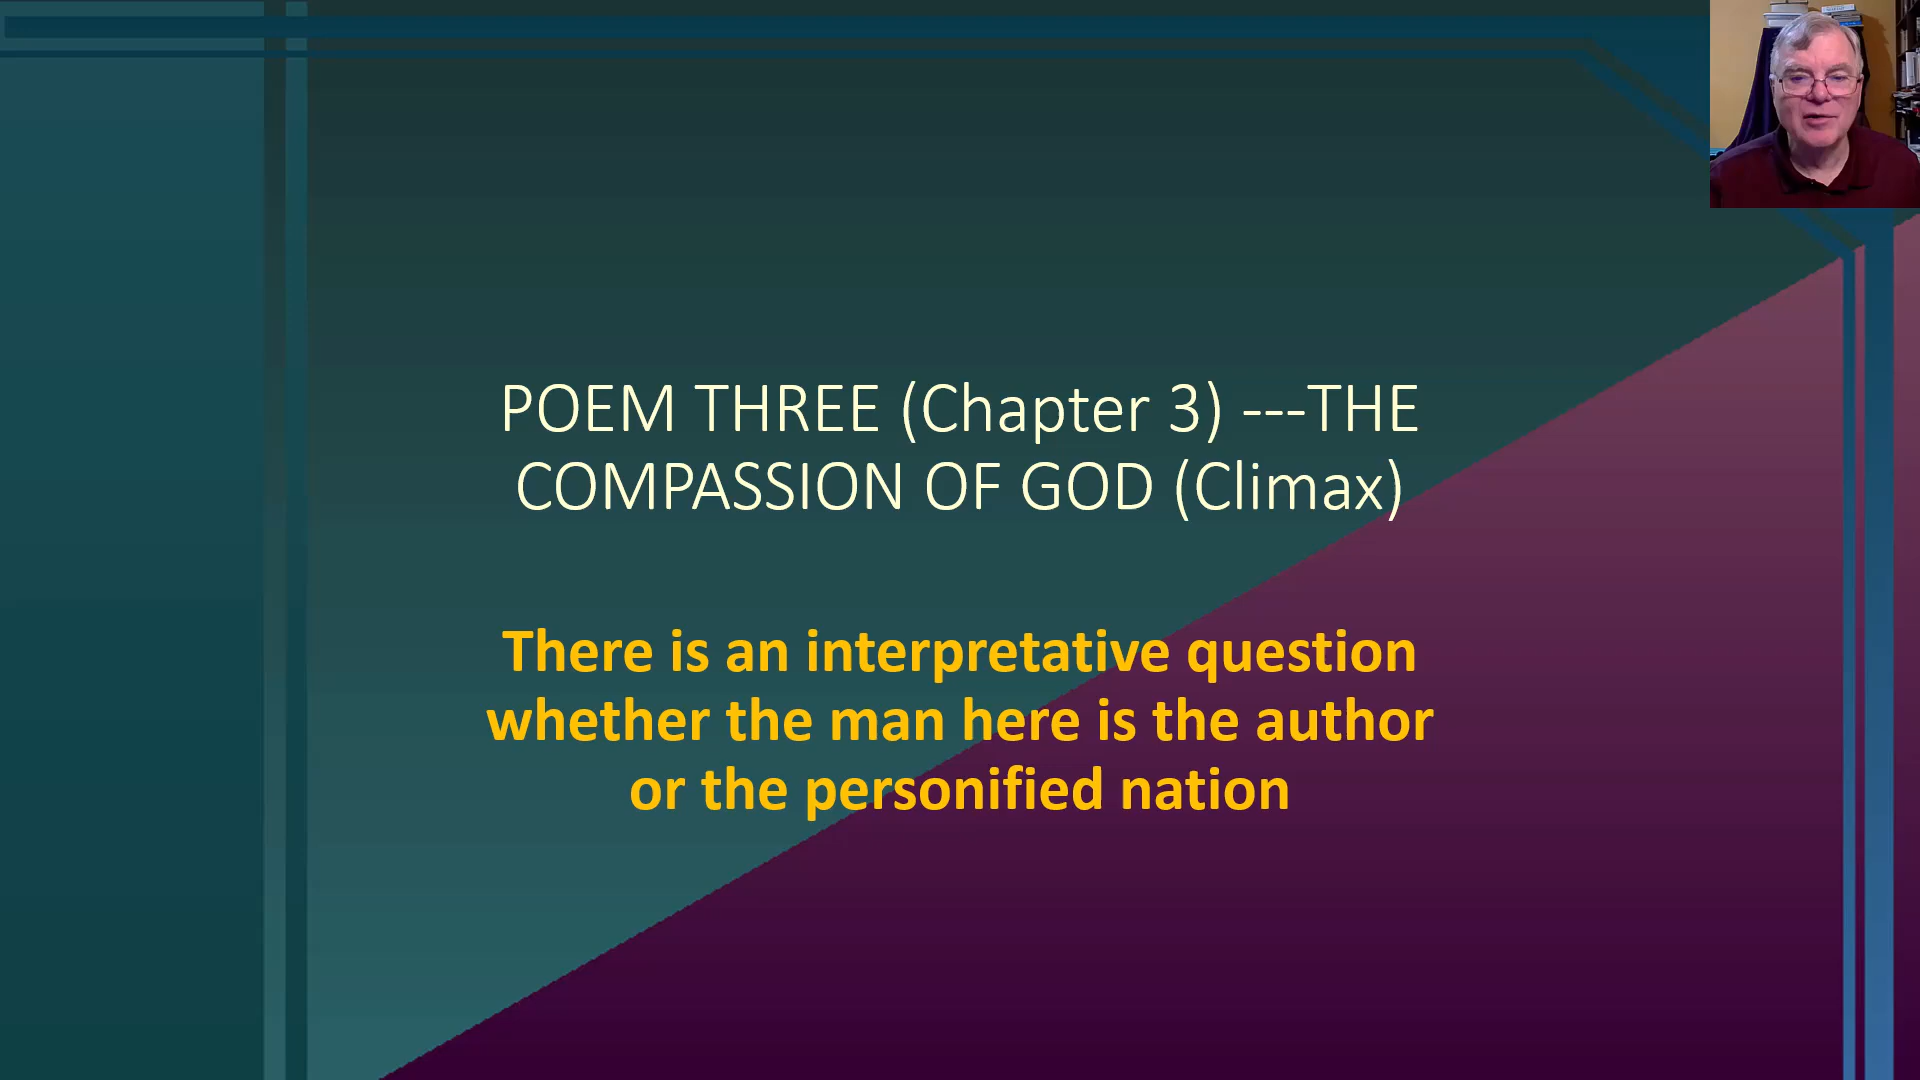 POEM THREE (Chapter 3) ---THE
COMPASSION OF GOD (Climax)
There is an interpretative question
whether the man here is the author
or the personified nation